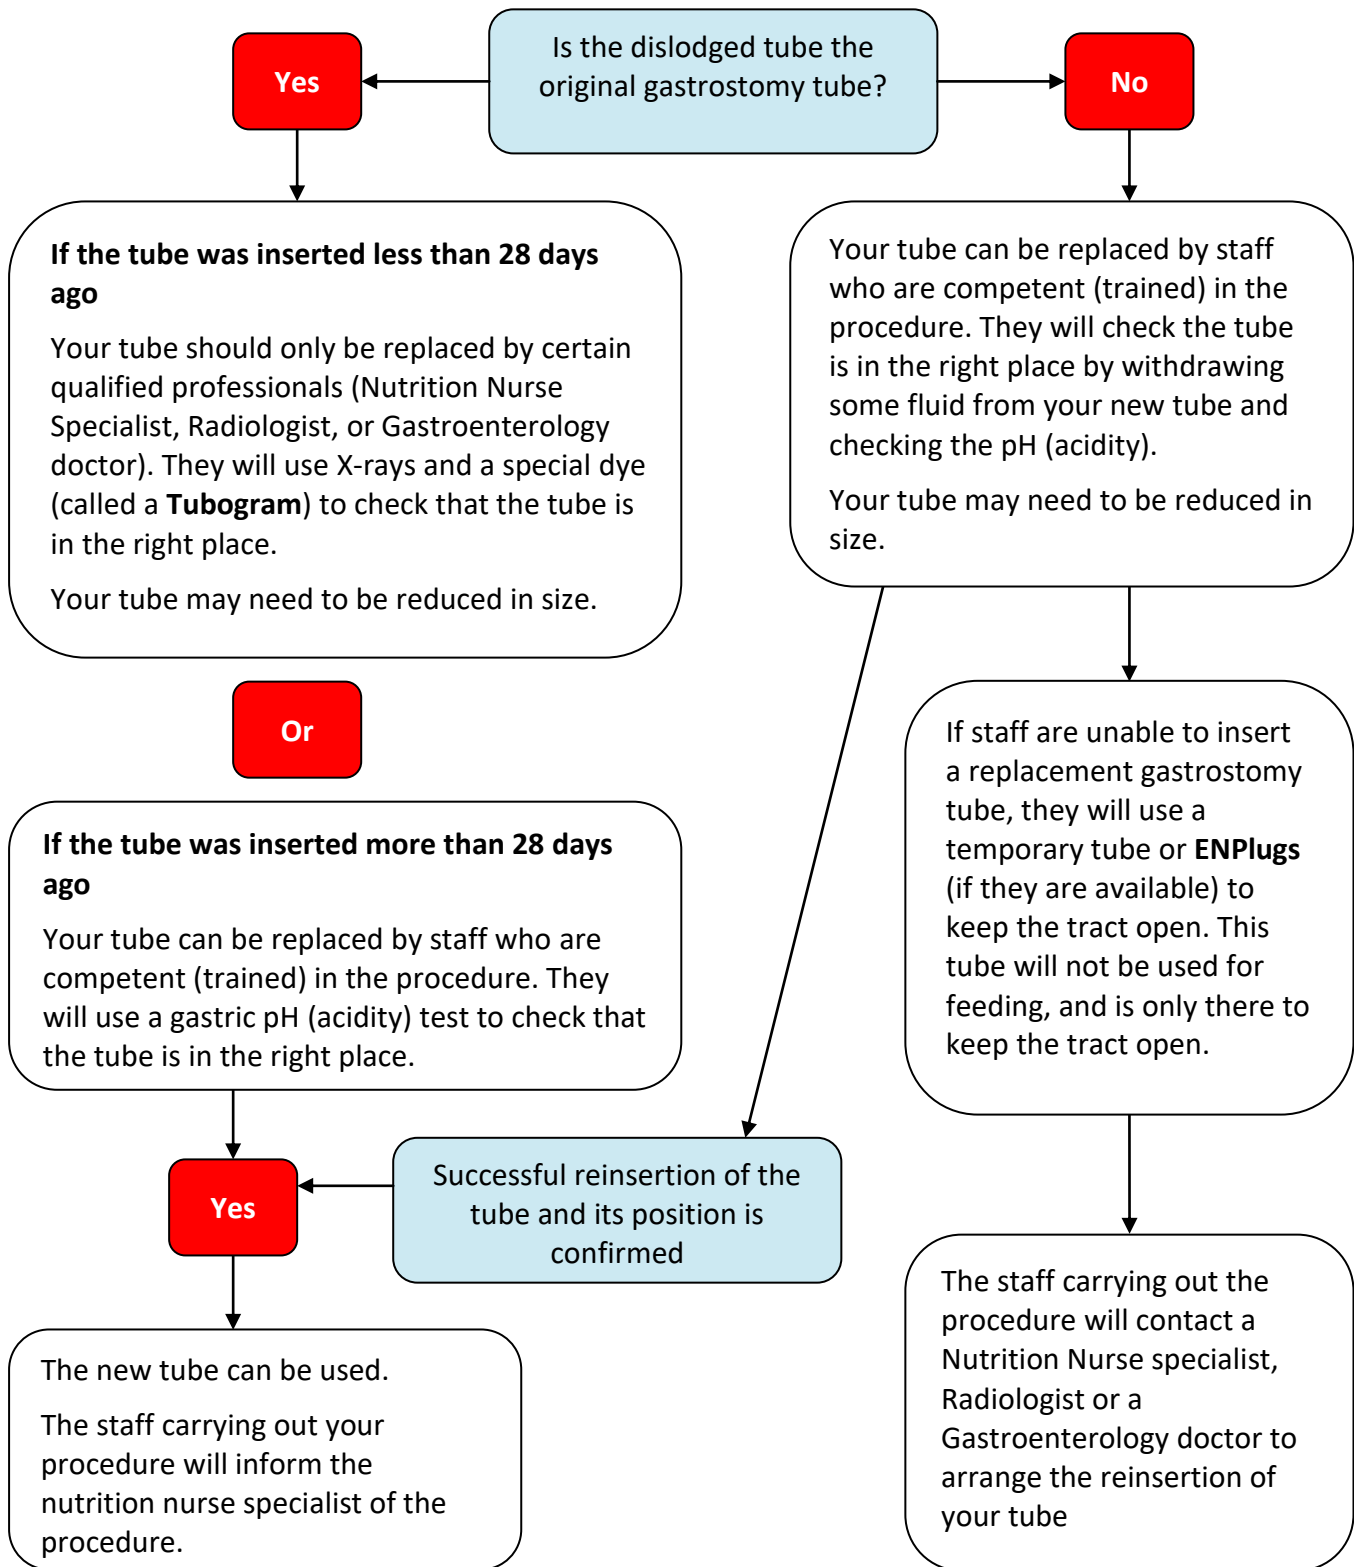 Is the dislodged tube the
original gastrostomy tube?
Yes
No
If the tube was inserted less than 28 days
ago
Your tube should only be replaced by certain
qualified professionals (Nutrition Nurse
Specialist, Radiologist, or Gastroenterology
doctor). They will use X-rays and a special dye
(called a Tubogram) to check that the tube is
in the right place.
Your tube may need to be reduced in size.
Or
If the tube was inserted more than 28 days
ago
Your tube can be replaced by staff who are
competent (trained) in the procedure. They
will use a gastric pH (acidity) test to check that
the tube is in the right place.
Your tube can be replaced by staff
who are competent (trained) in the
procedure. They will check the tube
is in the right place by withdrawing
some fluid from your new tube and
checking the pH (acidity).
Your tube may need to be reduced in
size.
If staff are unable to insert
a replacement gastrostomy
tube, they will use a
temporary tube or ENPlugs
(if they are available) to
keep the tract open. This
tube will not be used for
feeding, and is only there to
keep the tract open.
Successful reinsertion of the
tube and its position is
confirmed
Yes
The new tube can be used.
The staff carrying out your
procedure will inform the
nutrition nurse specialist of the
procedure.
The staff carrying out the
procedure will contact a
Nutrition Nurse specialist,
Radiologist or a
Gastroenterology doctor to
arrange the reinsertion of
your tube